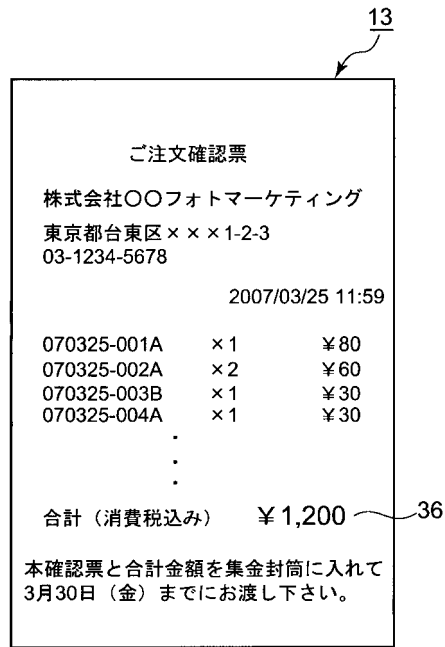 13
ご注文確認票
株式会社〇〇フォトマーケティング
東京都台東区×××1-2-3
03-1234-5678
2007/03/25 11:59
070325-001A ×1 ¥80
070325-002A ×2 ¥60
070325-003B ×1 ¥30
070325-004A ×1 ¥30
・
・
・
合計（消費税込み） ¥1,200 36
本確認票と合計金額を集金封筒に入れて
3月30日（金）までにお渡し下さい。